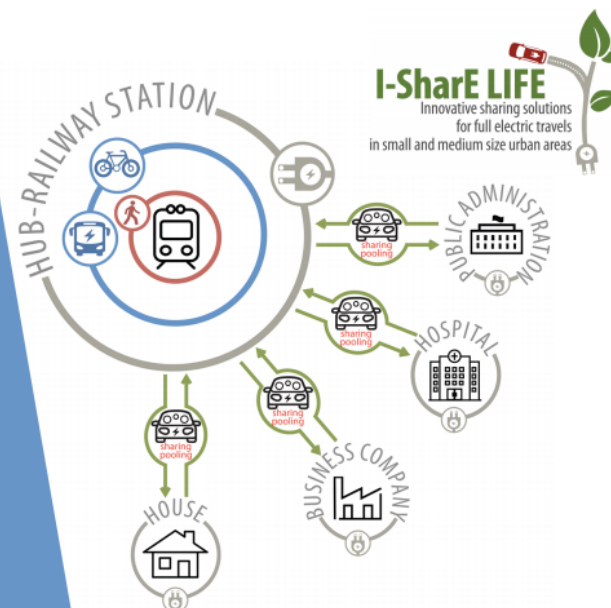 I-SharE LIFE
Innovative sharing solutions
for full electric travels
in small and medium size urban areas
HUB-RAILWAY STATION
sharing
pooling
PUBLIC ADMINISTRATION
sharing
pooling
HOSPITAL
sharing
pooling
BUSINESS COMPANY
sharing
pooling
HOUSE